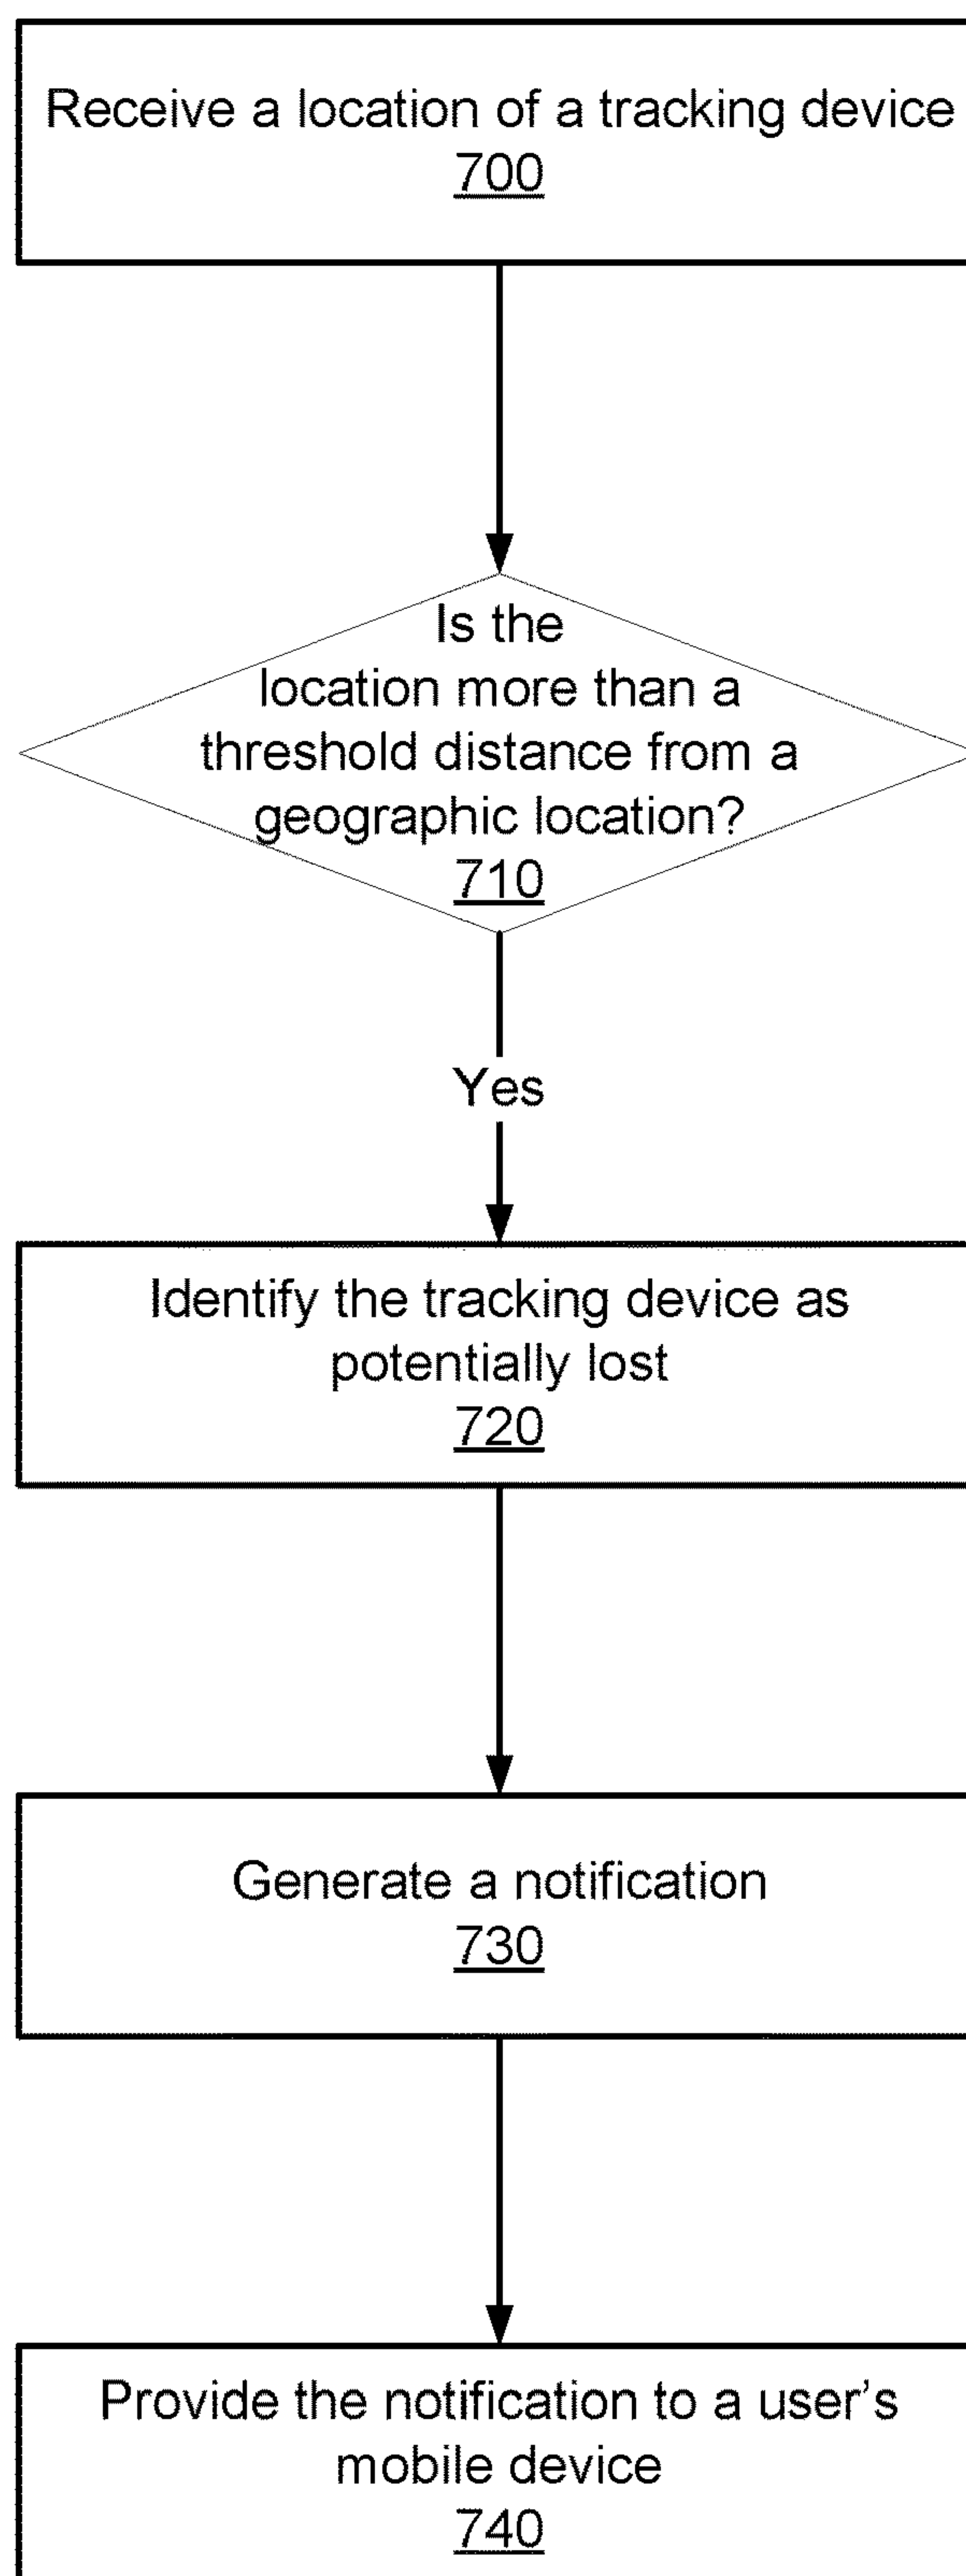 Receive a location of a tracking device
700
Is the
location more than a
threshold distance from a
geographic location?
710
Yes
Identify the tracking device as
potentially lost
720
Generate a notification
730
Provide the notification to a user’s
mobile device
740